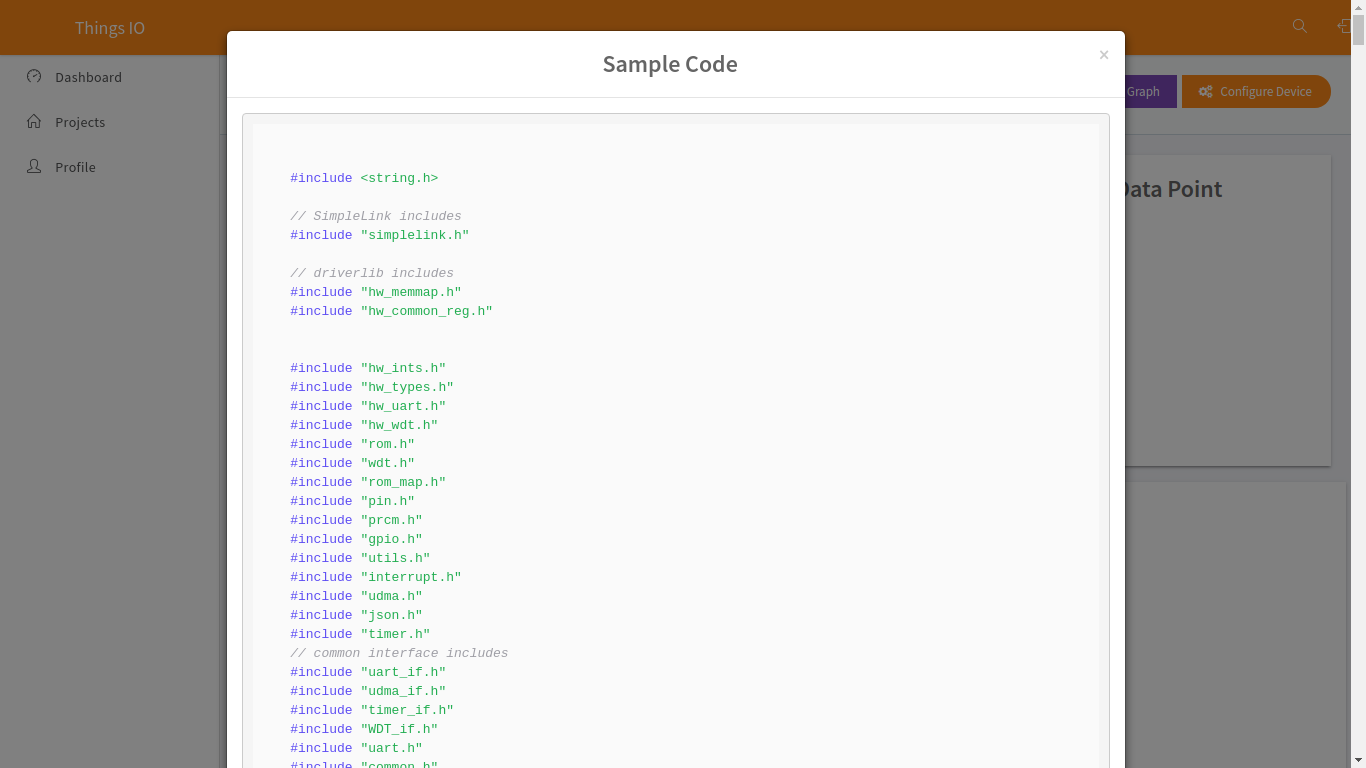 Things IO
Sample Code
×
Dashboard
Projects
Profile
Graph
Configure Device
Data Point
#include <string.h>
// SimpleLink includes
#include "simplelink.h"
// driverlib includes
#include "hw_memmap.h"
#include "hw_common_reg.h"
#include "hw_ints.h"
#include "hw_types.h"
#include "hw_uart.h"
#include "hw_wdt.h"
#include "rom.h"
#include "wdt.h"
#include "rom_map.h"
#include "pin.h"
#include "prcm.h"
#include "gpio.h"
#include "utils.h"
#include "interrupt.h"
#include "udma.h"
#include "json.h"
#include "timer.h"
// common interface includes
#include "uart_if.h"
#include "udma_if.h"
#include "timer_if.h"
#include "WDT_if.h"
#include "uart.h"
#include "common.h"